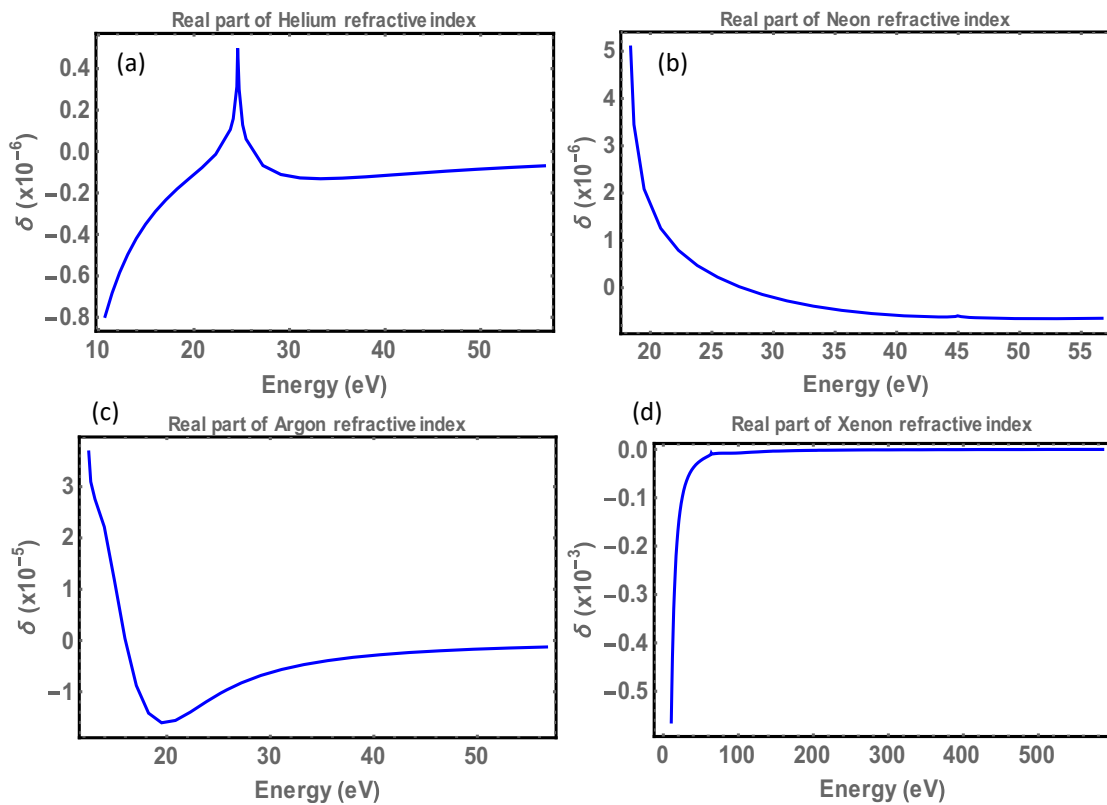 Real part of Helium refractive index
(a)
0.4
0.2
0.0
−0.2
−0.4
−0.6
−0.8
δ (x10⁻⁶)
10 20 30 40 50
Energy (eV)
Real part of Neon refractive index
(b)
5
4
3
2
1
0
δ (x10⁻⁶)
20 25 30 35 40 45 50 55
Energy (eV)
(c)
Real part of Argon refractive index
3
2
1
0
−1
δ (x10⁻⁵)
20 30 40 50
Energy (eV)
(d)
Real part of Xenon refractive index
0.0
−0.1
−0.2
−0.3
−0.4
−0.5
δ (x10⁻³)
0 100 200 300 400 500
Energy (eV)